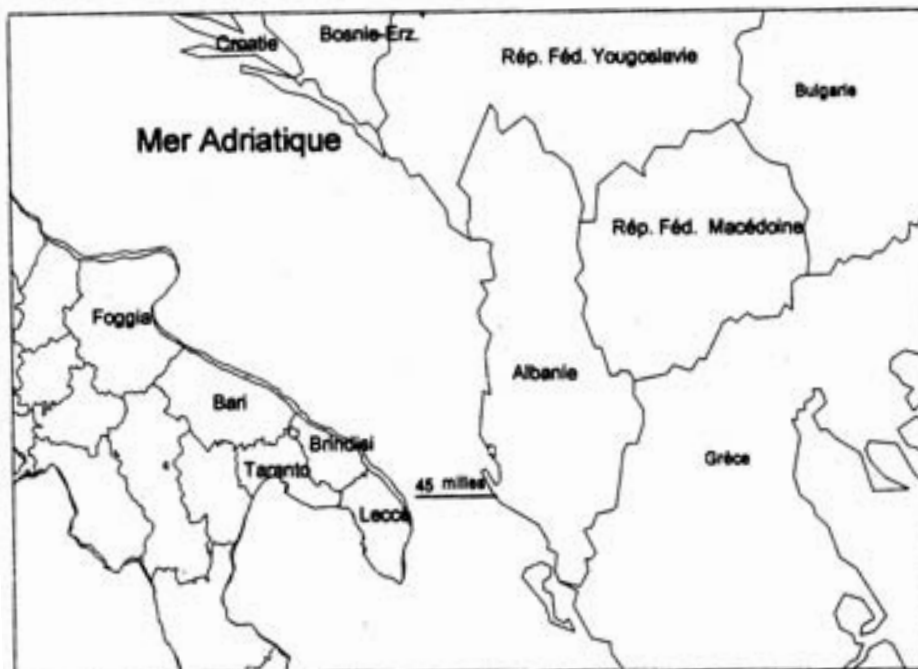 Croatie
Bosnie-Erz.
Rép. Féd. Yougoslavie
Bulgarie
Mer Adriatique
Rép. Féd. Macédoine
Foggia
Albanie
Bari
Brindisi
Taranto
Grèce
45 milles
Lecce